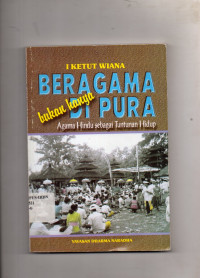 I KETUT WIANA
BERAGAMA
bukan hanya
DI PURA
Agama Hindu sebagai Tuntunan Hidup
YAYASAN DHARMA NARADHA